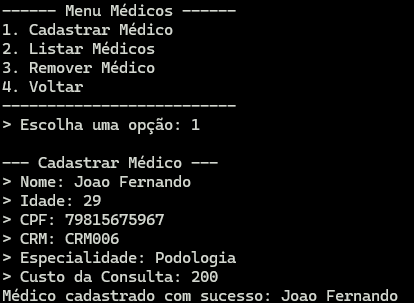 ------ Menu Médicos ------
1. Cadastrar Médico
2. Listar Médicos
3. Remover Médico
4. Voltar
--------------------------
> Escolha uma opção: 1
--- Cadastrar Médico ---
> Nome: Joao Fernando
> Idade: 29
> CPF: 79815675967
> CRM: CRM006
> Especialidade: Podologia
> Custo da Consulta: 200
Médico cadastrado com sucesso: Joao Fernando